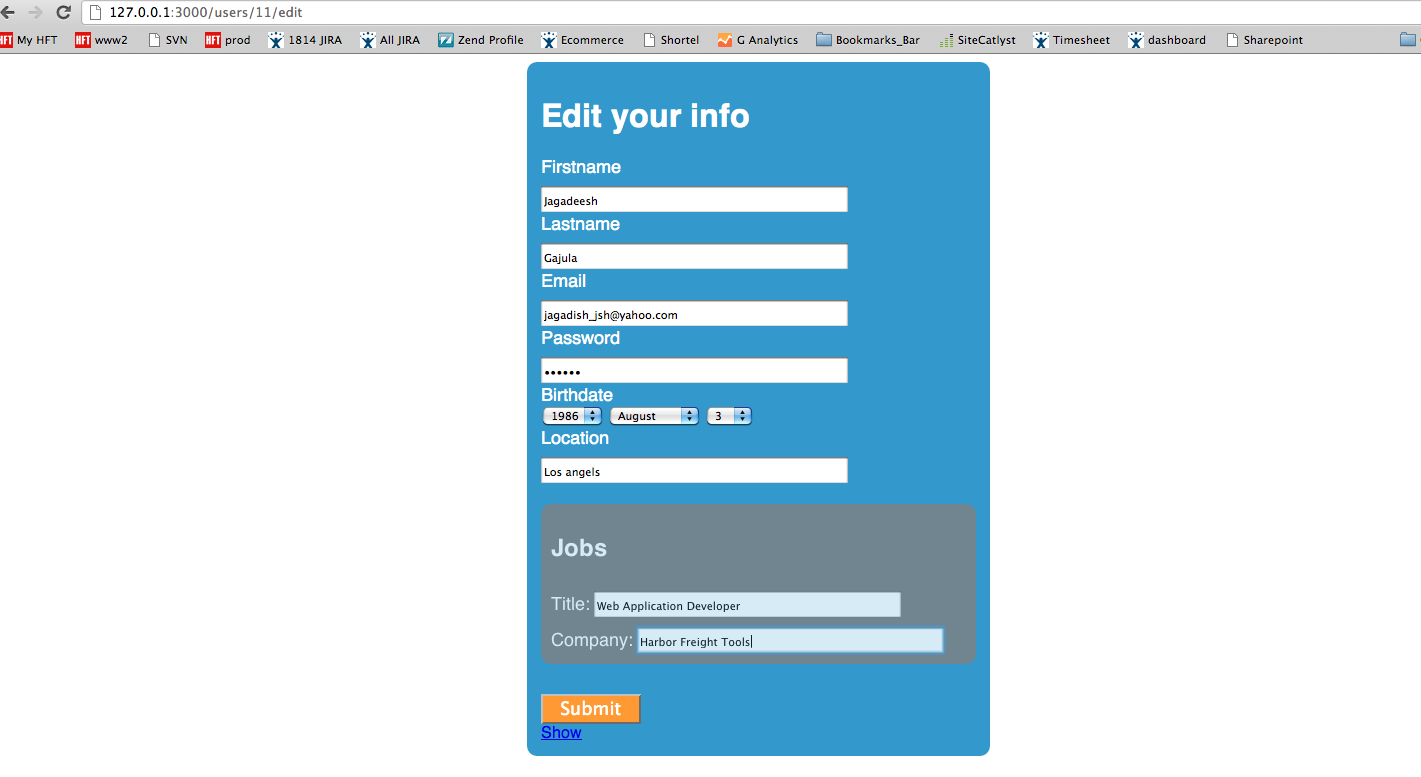 127.0.0.1:3000/users/11/edit
HFT My HFT HFT www2 SVN HFT prod 1814 JIRA All JIRA Z Zend Profile Ecommerce Shortel G Analytics Bookmarks_Bar SiteCatlyst Timesheet dashboard Sharepoint
Edit your info
Firstname
Jagadeesh
Lastname
Gajula
Email
jagadish_jsh@yahoo.com
Password
••••••
Birthdate
1986 August 3
Location
Los angels
Jobs
Title: Web Application Developer
Company: Harbor Freight Tools
Submit
Show